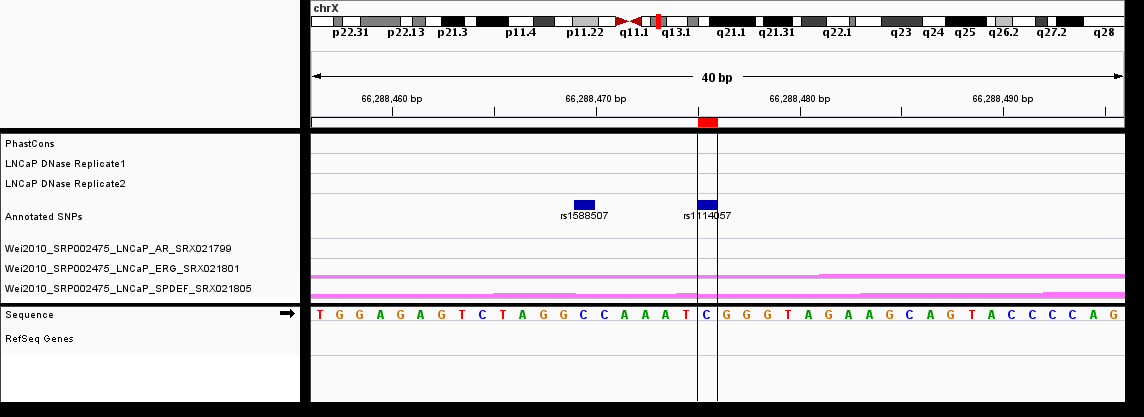 chrX
p22.31 p22.13 p21.3 p11.4 p11.22 q11.1 q13.1 q21.1 q21.31 q22.1 q23 q24 q25 q26.2 q27.2 q28
40 bp
66,288,460 bp 66,288,470 bp 66,288,480 bp 66,288,490 bp
PhastCons
LNCaP DNase Replicate1
LNCaP DNase Replicate2
Annotated SNPs
rs1588507 rs1114057
Wei2010_SRP002475_LNCaP_AR_SRX021799
Wei2010_SRP002475_LNCaP_ERG_SRX021801
Wei2010_SRP002475_LNCaP_SPDEF_SRX021805
Sequence T G G A G A G T C T A G G C C A A A T C G G G T A G A A G C A G T A C C C C A G
RefSeq Genes